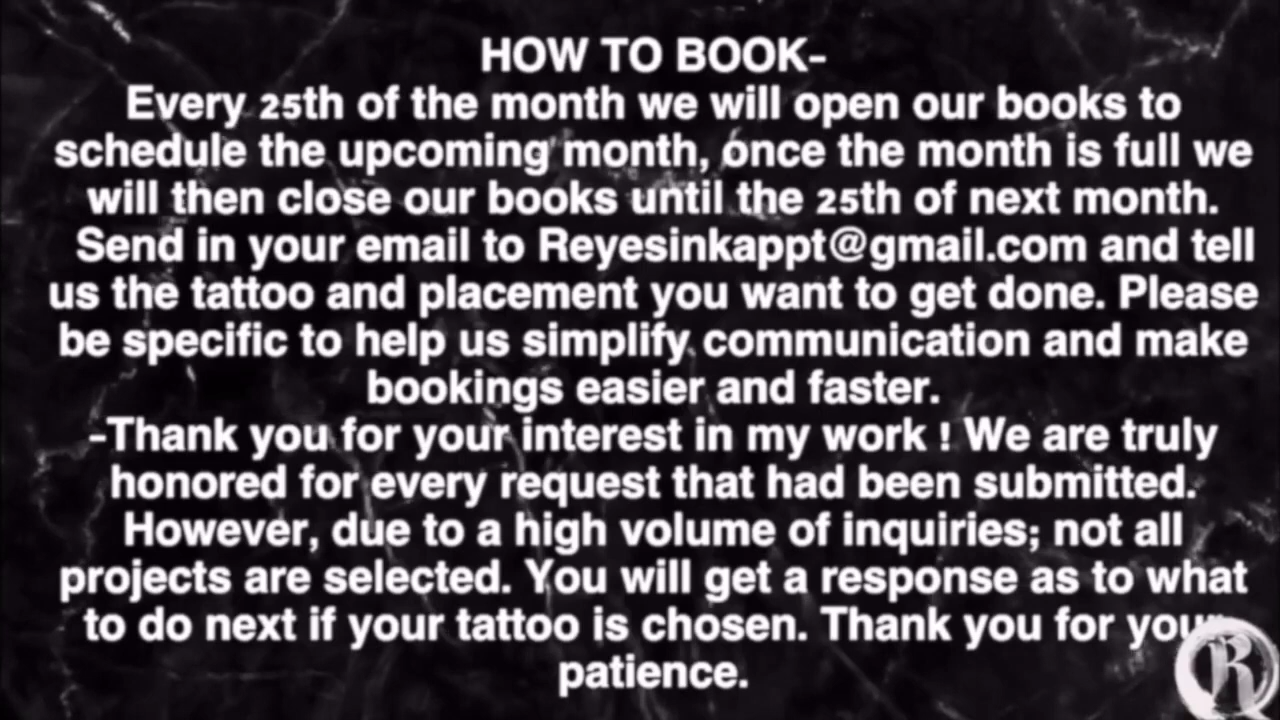 HOW TO BOOK-
Every 25th of the month we will open our books to
schedule the upcoming month, once the month is full we
will then close our books until the 25th of next month.
Send in your email to Reyesinkappt@gmail.com and tell
us the tattoo and placement you want to get done. Please
be specific to help us simplify communication and make
bookings easier and faster.
-Thank you for your interest in my work ! We are truly
honored for every request that had been submitted.
However, due to a high volume of inquiries; not all
projects are selected. You will get a response as to what
to do next if your tattoo is chosen. Thank you for your
patience.
R